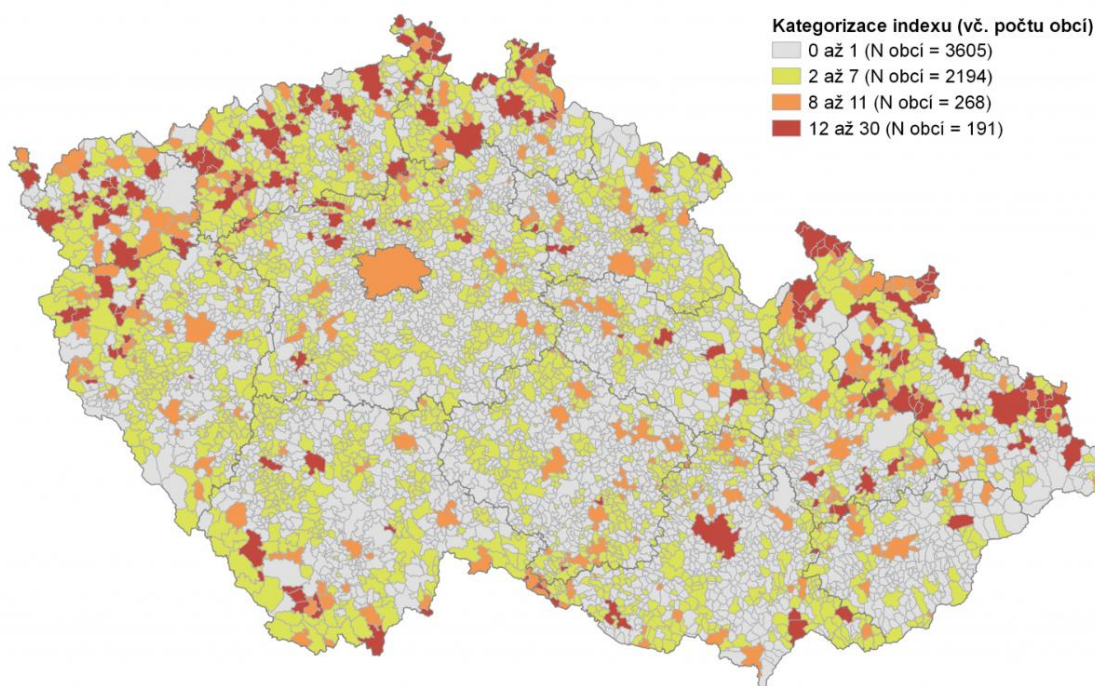 Kategorizace indexu (vč. počtu obcí)
0 až 1 (N obcí = 3605)
2 až 7 (N obcí = 2194)
8 až 11 (N obcí = 268)
12 až 30 (N obcí = 191)